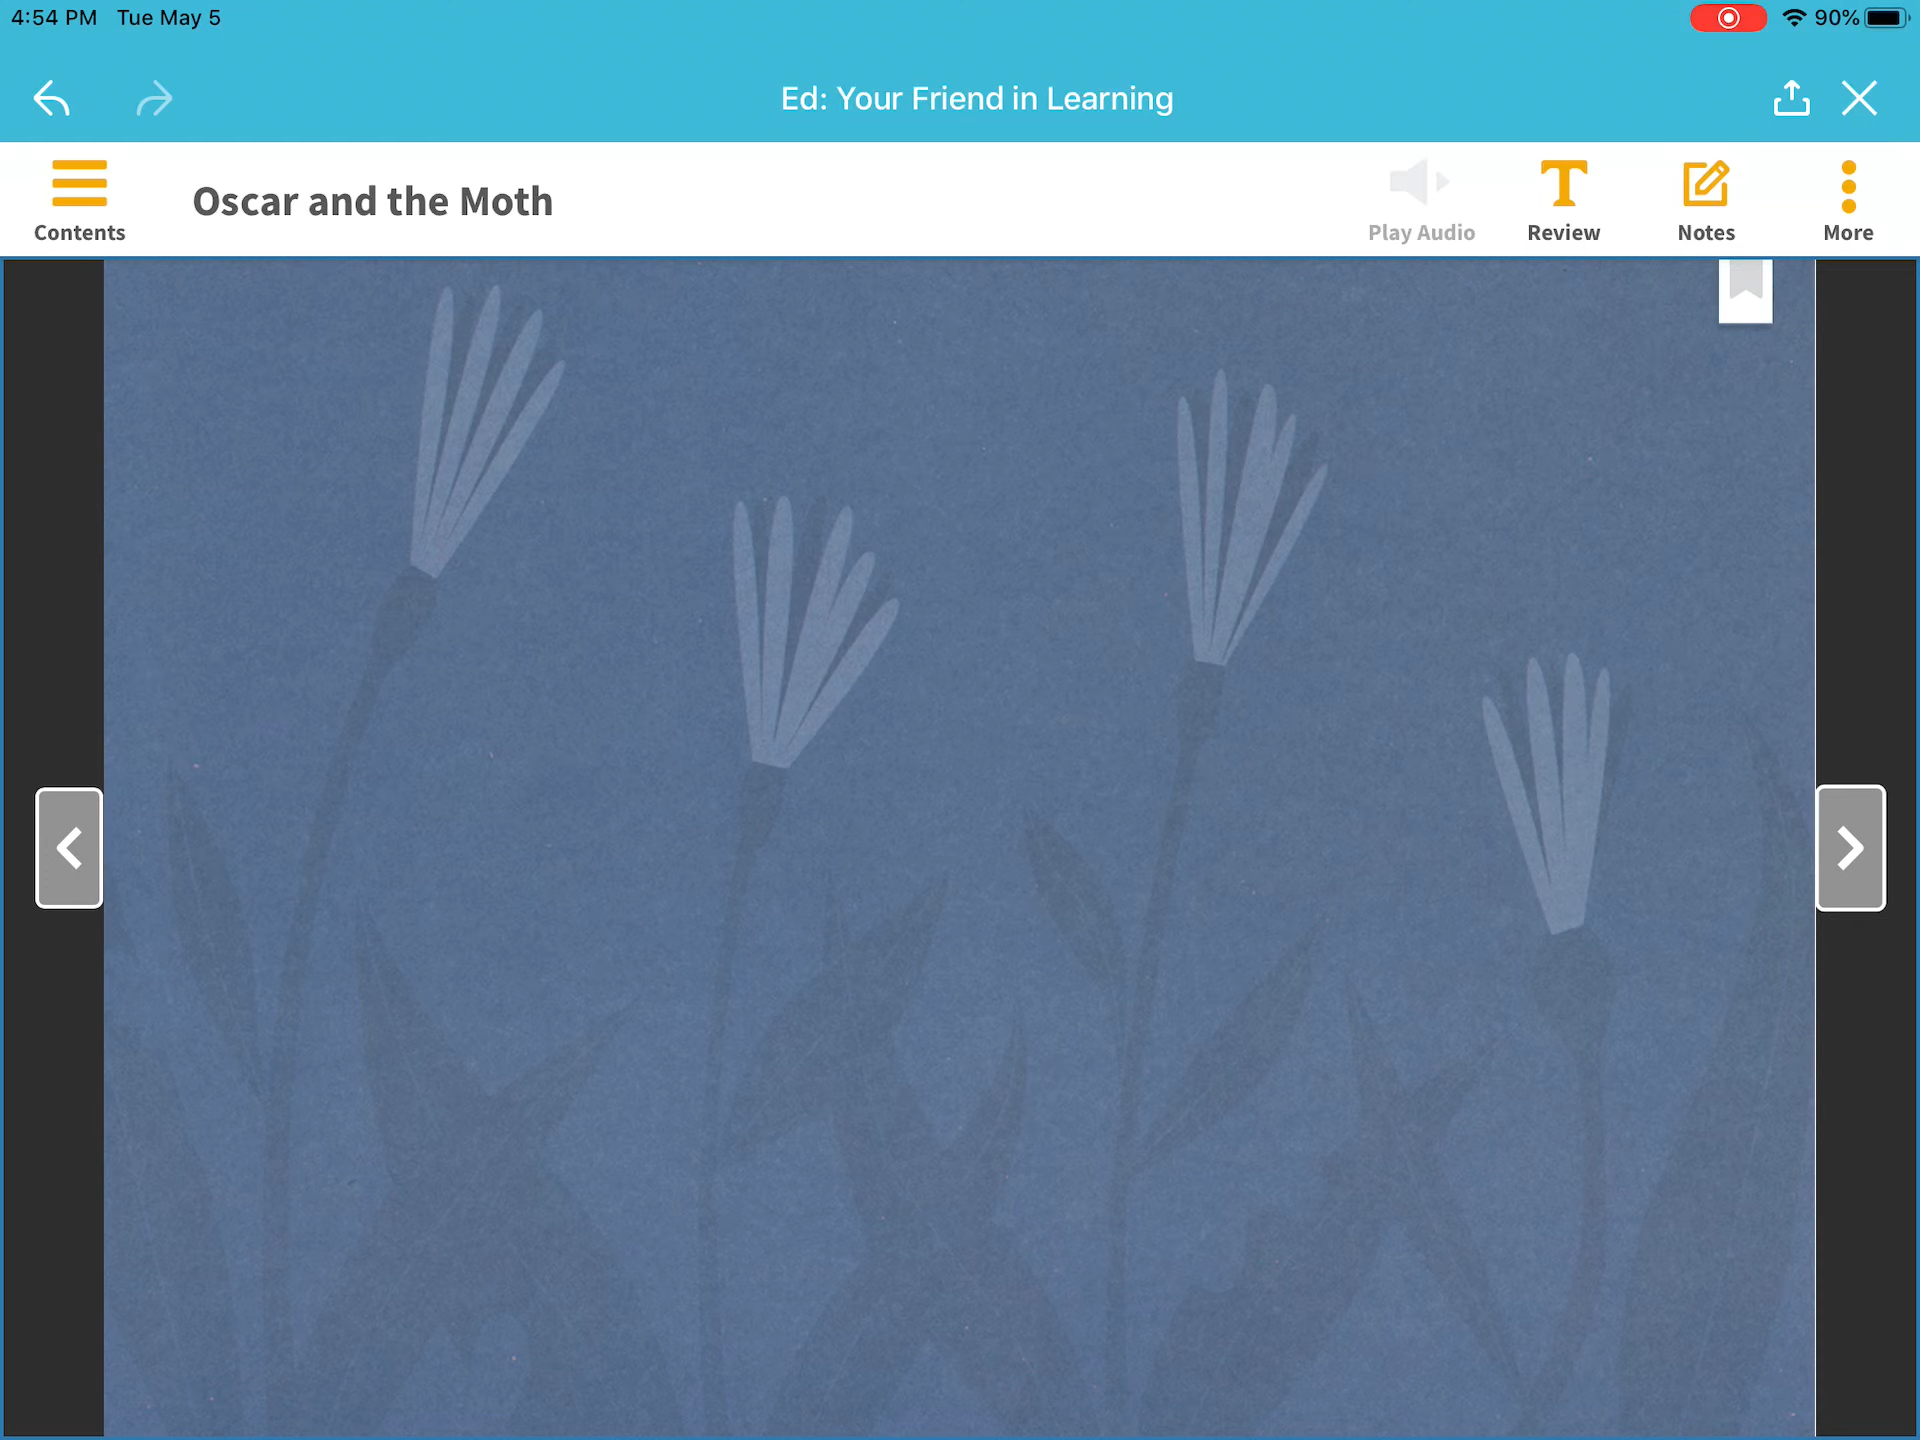 4:54 PM Tue May 5
90%
Ed: Your Friend in Learning
Contents
Oscar and the Moth
Play Audio
Review
Notes
More